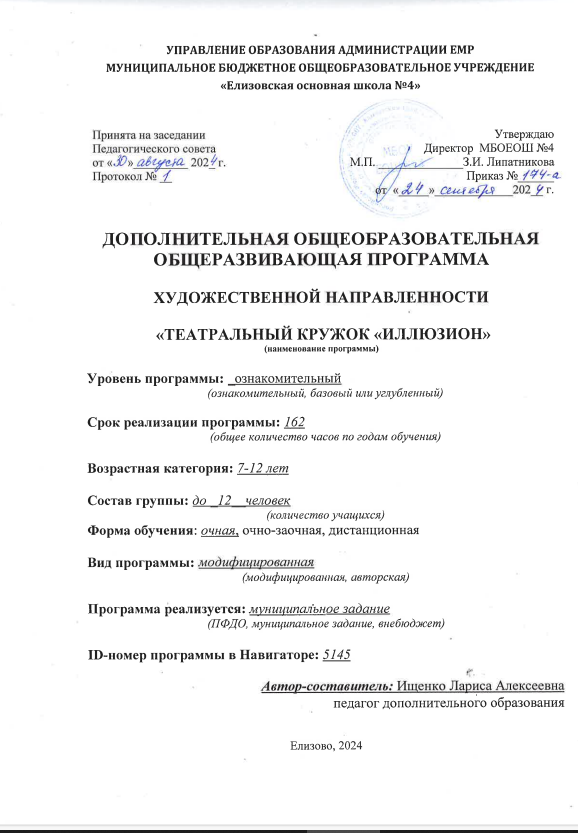 УПРАВЛЕНИЕ ОБРАЗОВАНИЯ АДМИНИСТРАЦИИ ЕМР
МУНИЦИПАЛЬНОЕ БЮДЖЕТНОЕ ОБЩЕОБРАЗОВАТЕЛЬНОЕ УЧРЕЖДЕНИЕ
«Елизовская основная школа №4»
Принята на заседании
Педагогического совета
от «30» августа 2024 г.
Протокол № 1
Утверждаю
Директор МБОЕОШ №4
М.П. ______________ З.И. Липатникова
Приказ № 174-а
от «24» сентября 2024 г.
ДОПОЛНИТЕЛЬНАЯ ОБЩЕОБРАЗОВАТЕЛЬНАЯ
ОБЩЕРАЗВИВАЮЩАЯ ПРОГРАММА
ХУДОЖЕСТВЕННОЙ НАПРАВЛЕННОСТИ
«ТЕАТРАЛЬНЫЙ КРУЖОК «ИЛЛЮЗИОН»
(наименование программы)
Уровень программы: _ознакомительный
(ознакомительный, базовый или углубленный)
Срок реализации программы: 162
(общее количество часов по годам обучения)
Возрастная категория: 7-12 лет
Состав группы: до _12__человек
(количество учащихся)
Форма обучения: очная, очно-заочная, дистанционная
Вид программы: модифицированная
(модифицированная, авторская)
Программа реализуется: муниципальное задание
(ПФДО, муниципальное задание, внебюджет)
ID-номер программы в Навигаторе: 5145
Автор-составитель: Ищенко Лариса Алексеевна
педагог дополнительного образования
Елизово, 2024